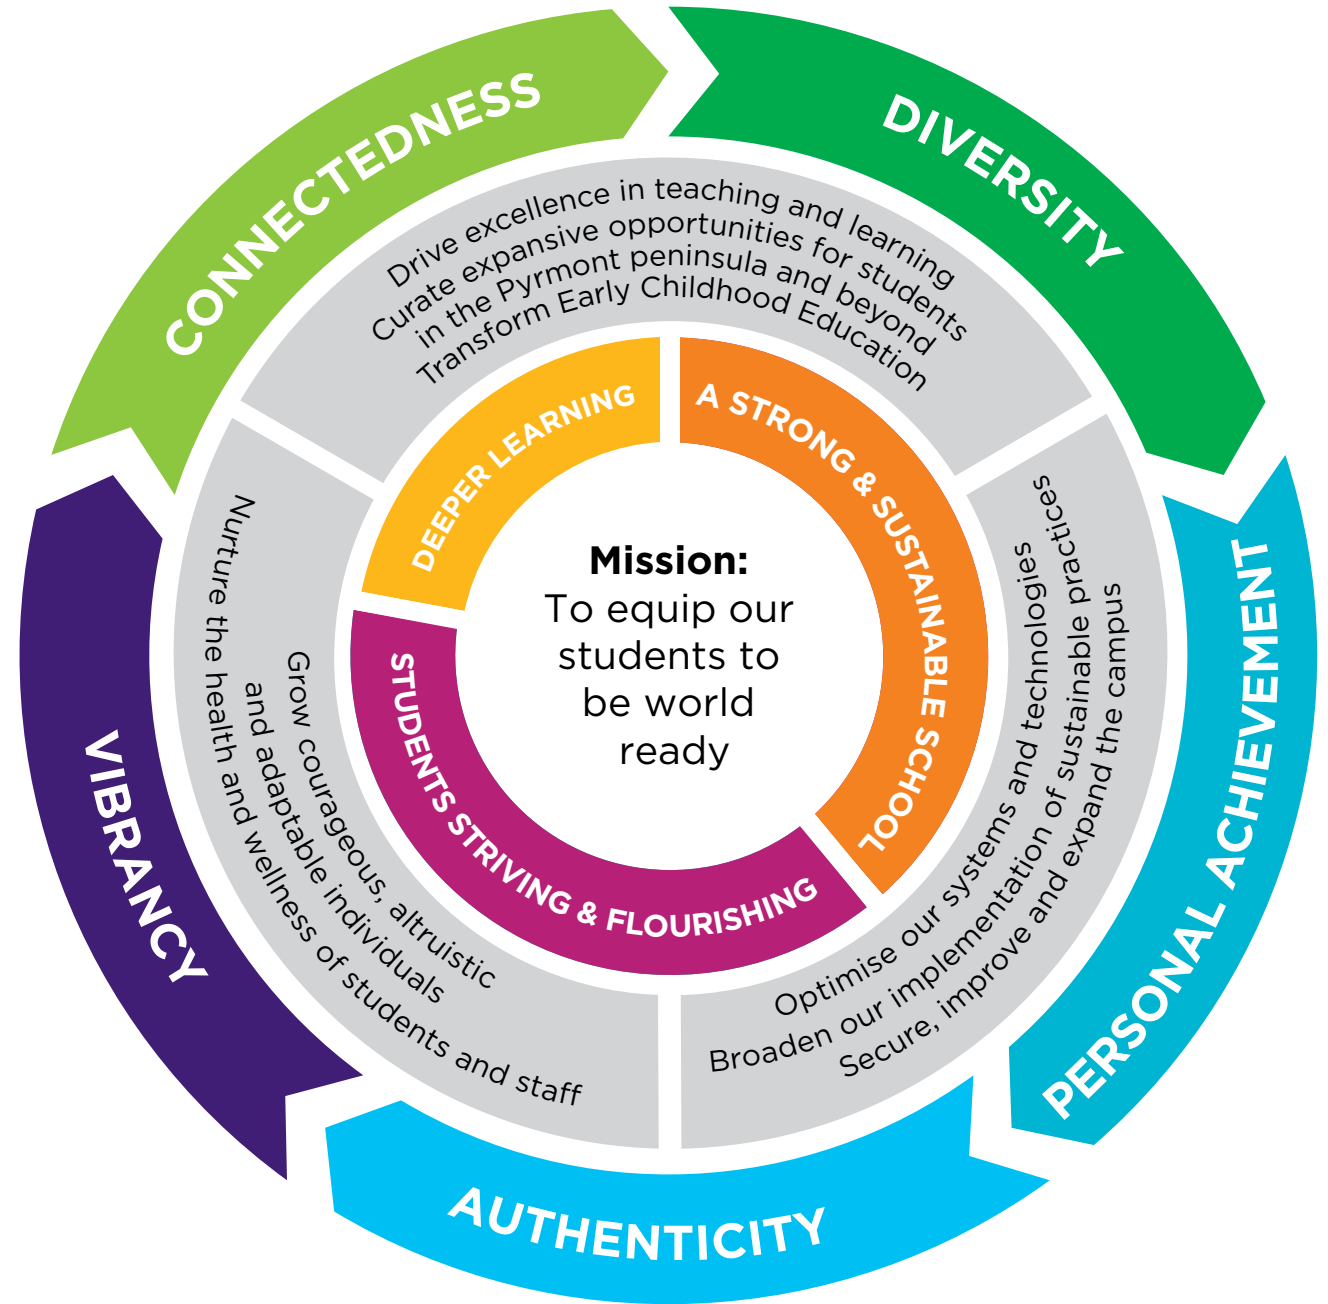 CONNECTEDNESS
DIVERSITY
PERSONAL ACHIEVEMENT
AUTHENTICITY
VIBRANCY
Drive excellence in teaching and learning
Curate expansive opportunities for students
in the Pyrmont peninsula and beyond
Transform Early Childhood Education
Optimise our systems and technologies
Broaden our implementation of sustainable practices
Secure, improve and expand the campus
Grow courageous, altruistic
and adaptable individuals
Nurture the health and wellness of students and staff
DEEPER LEARNING
A STRONG & SUSTAINABLE SCHOOL
STUDENTS STRIVING & FLOURISHING
Mission:
To equip our
students to
be world
ready